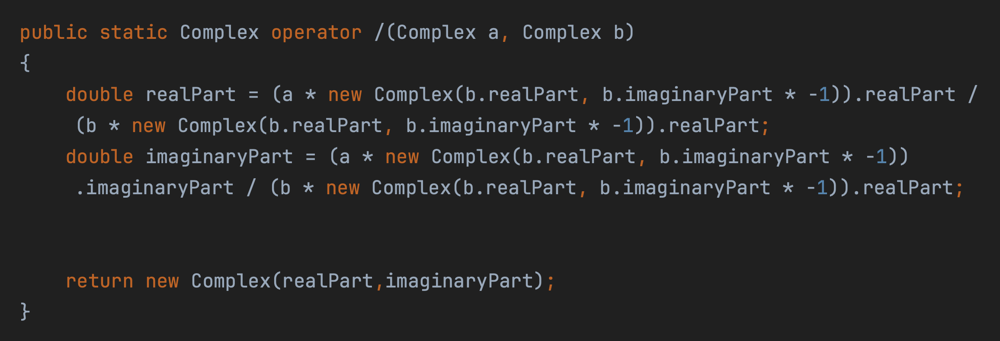 public static Complex operator /(Complex a, Complex b)
{
    double realPart = (a * new Complex(b.realPart, b.imaginaryPart * -1)).realPart /
     (b * new Complex(b.realPart, b.imaginaryPart * -1)).realPart;
    double imaginaryPart = (a * new Complex(b.realPart, b.imaginaryPart * -1))
     .imaginaryPart / (b * new Complex(b.realPart, b.imaginaryPart * -1)).realPart;
    return new Complex(realPart,imaginaryPart);
}